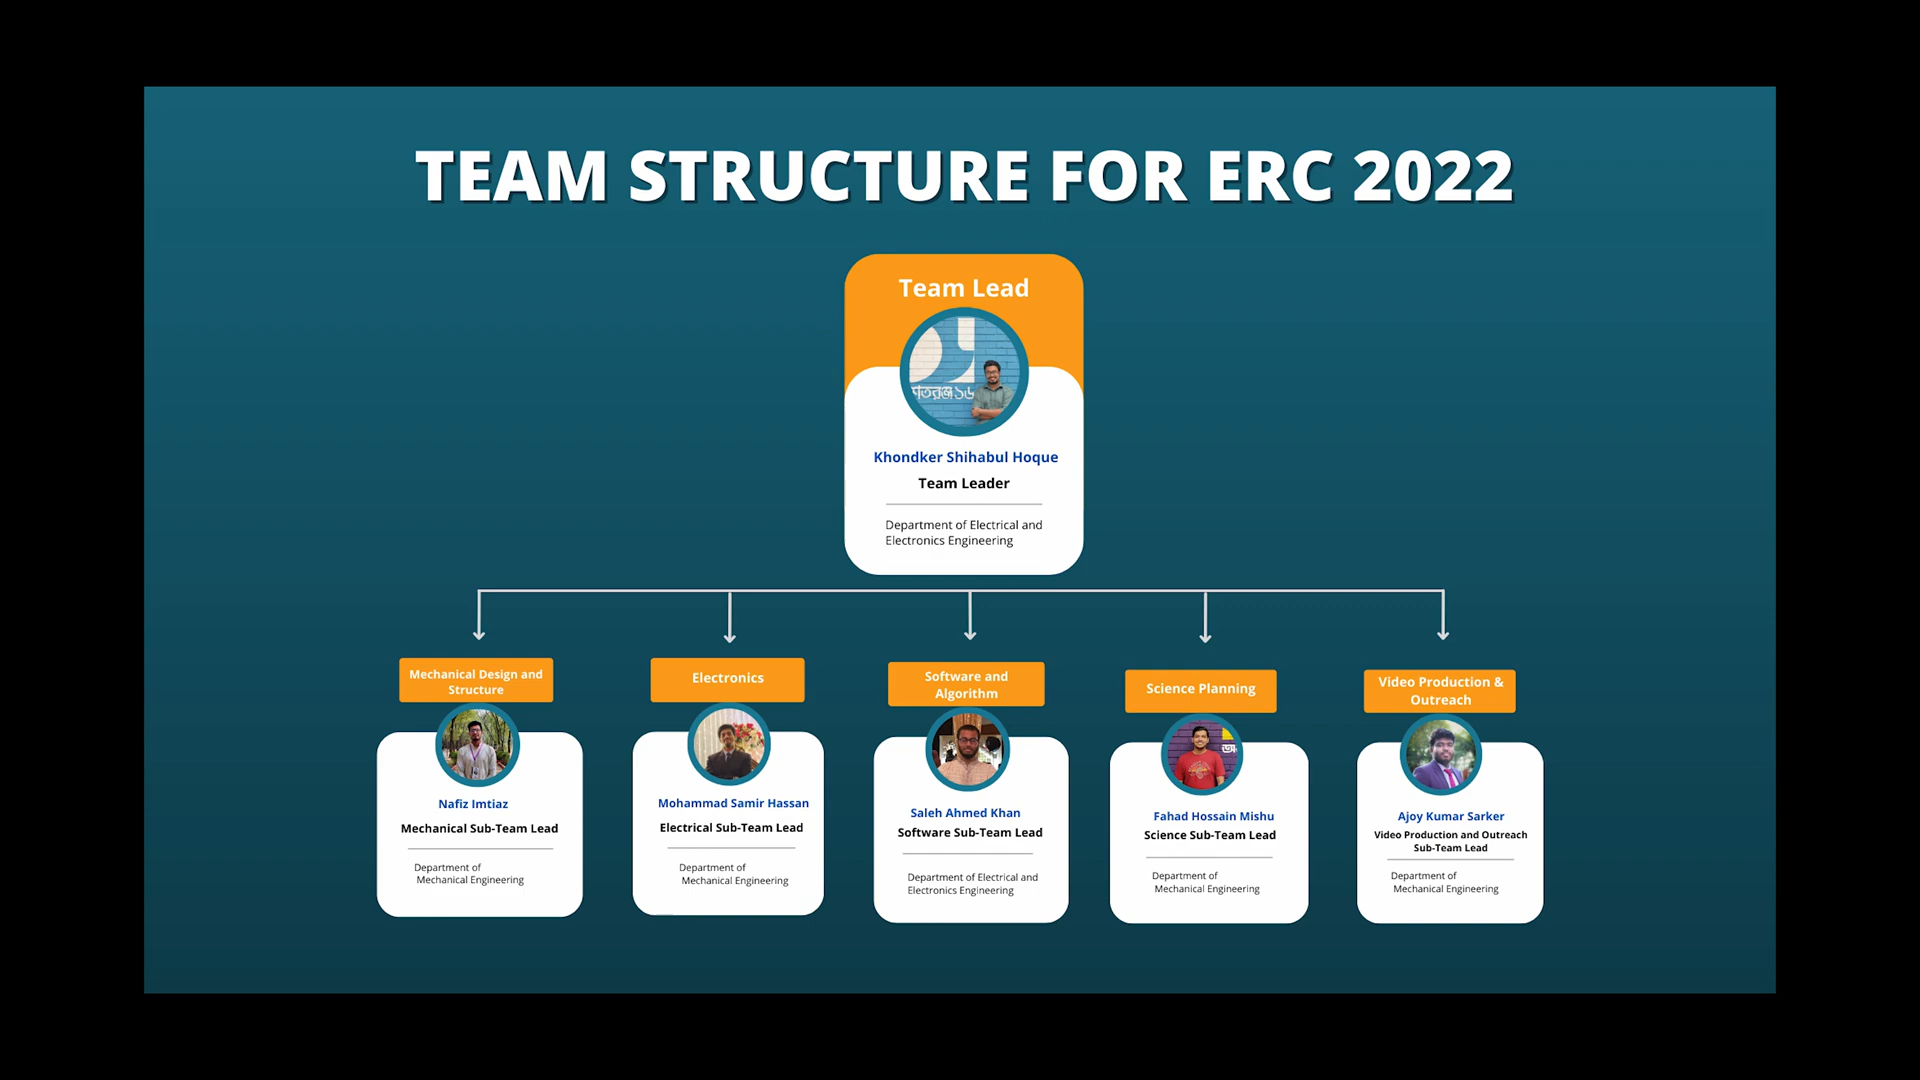 TEAM STRUCTURE FOR ERC 2022
Team Lead
শতরঞ্জ ১৬
Khondker Shihabul Hoque
Team Leader
Department of Electrical and
Electronics Engineering
Mechanical Design and
Structure
Nafiz Imtiaz
Mechanical Sub-Team Lead
Department of
Mechanical Engineering
Electronics
Mohammad Samir Hassan
Electrical Sub-Team Lead
Department of
Mechanical Engineering
Software and
Algorithm
Saleh Ahmed Khan
Software Sub-Team Lead
Department of Electrical and
Electronics Engineering
Science Planning
Fahad Hossain Mishu
Science Sub-Team Lead
Department of
Mechanical Engineering
Video Production &
Outreach
Ajoy Kumar Sarker
Video Production and Outreach
Sub-Team Lead
Department of
Mechanical Engineering